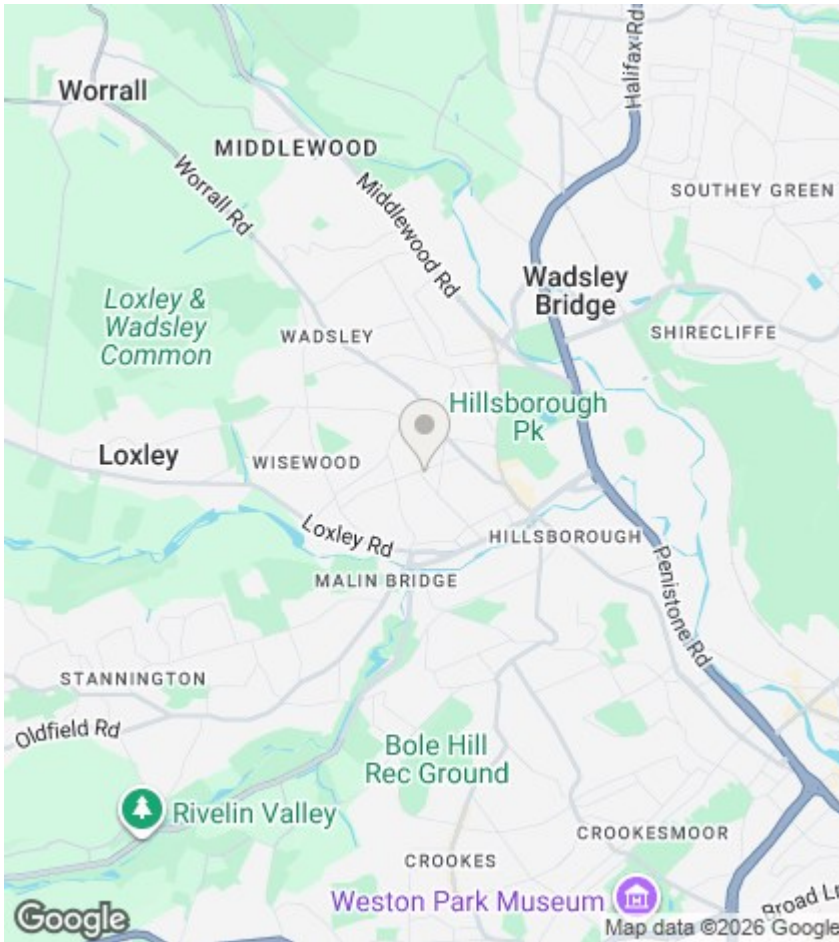 Halifax Rd
Worrall
MIDDLEWOOD
Worrall Rd
Middlewood Rd
SOUTHEY GREEN
Wadsley
Bridge
Loxley &
Wadsley
Common
WADSLEY
SHIRECLIFFE
Hillsborough
Pk
Loxley
WISEWOOD
Loxley Rd
HILLSBOROUGH
MALIN BRIDGE
Penistone Rd
STANNINGTON
Oldfield Rd
Bole Hill
Rec Ground
Rivelin Valley
CROOKESMOOR
CROOKES
Weston Park Museum
Broad Ln
Google
Map data ©2026 Google